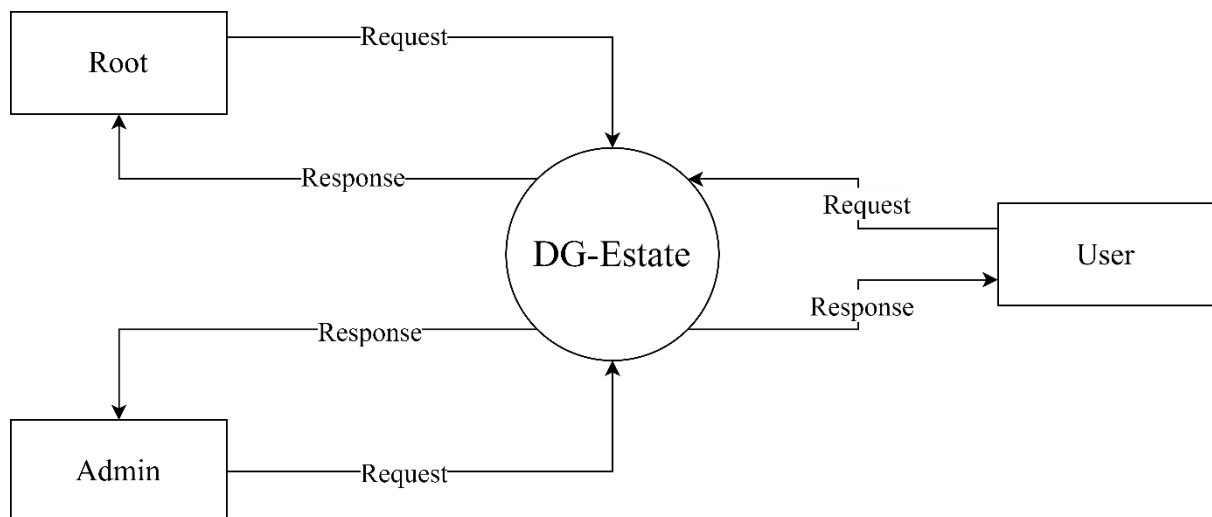 Request
Root
Response
Request
DG-Estate
User
Response
Response
Admin
Request